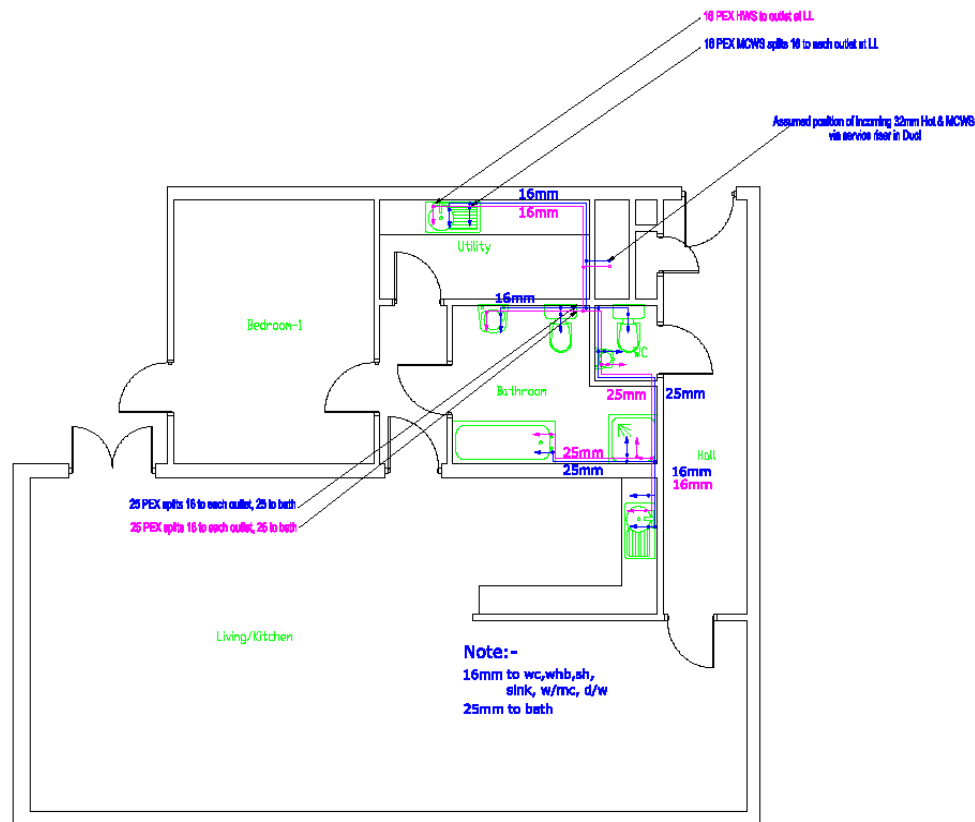 16 PEX HWS to outlet at LL
16 PEX MCWS splits 16 to each outlet at LL
Assumed position of incoming 32mm Hot & MCWS
via service riser in Duct
16mm
16mm
Utility
16mm
Bedroom-1
WC
Bathroom
25mm
25mm
25mm
25mm
Hall
16mm
16mm
25 PEX splits 16 to each outlet, 25 to bath
25 PEX splits 16 to each outlet, 25 to bath
Living/Kitchen
Note:-
16mm to wc,whb,sh,
sink, w/mc, d/w
25mm to bath